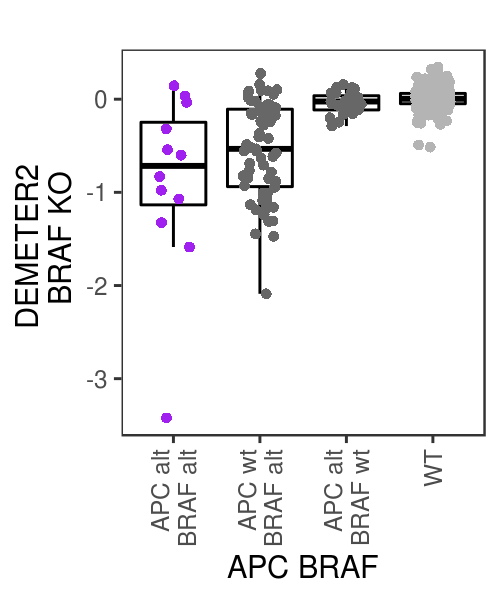 DEMETER2
BRAF KO
0
-1
-2
-3
APC alt
BRAF alt
APC wt
BRAF alt
APC alt
BRAF wt
WT
APC BRAF